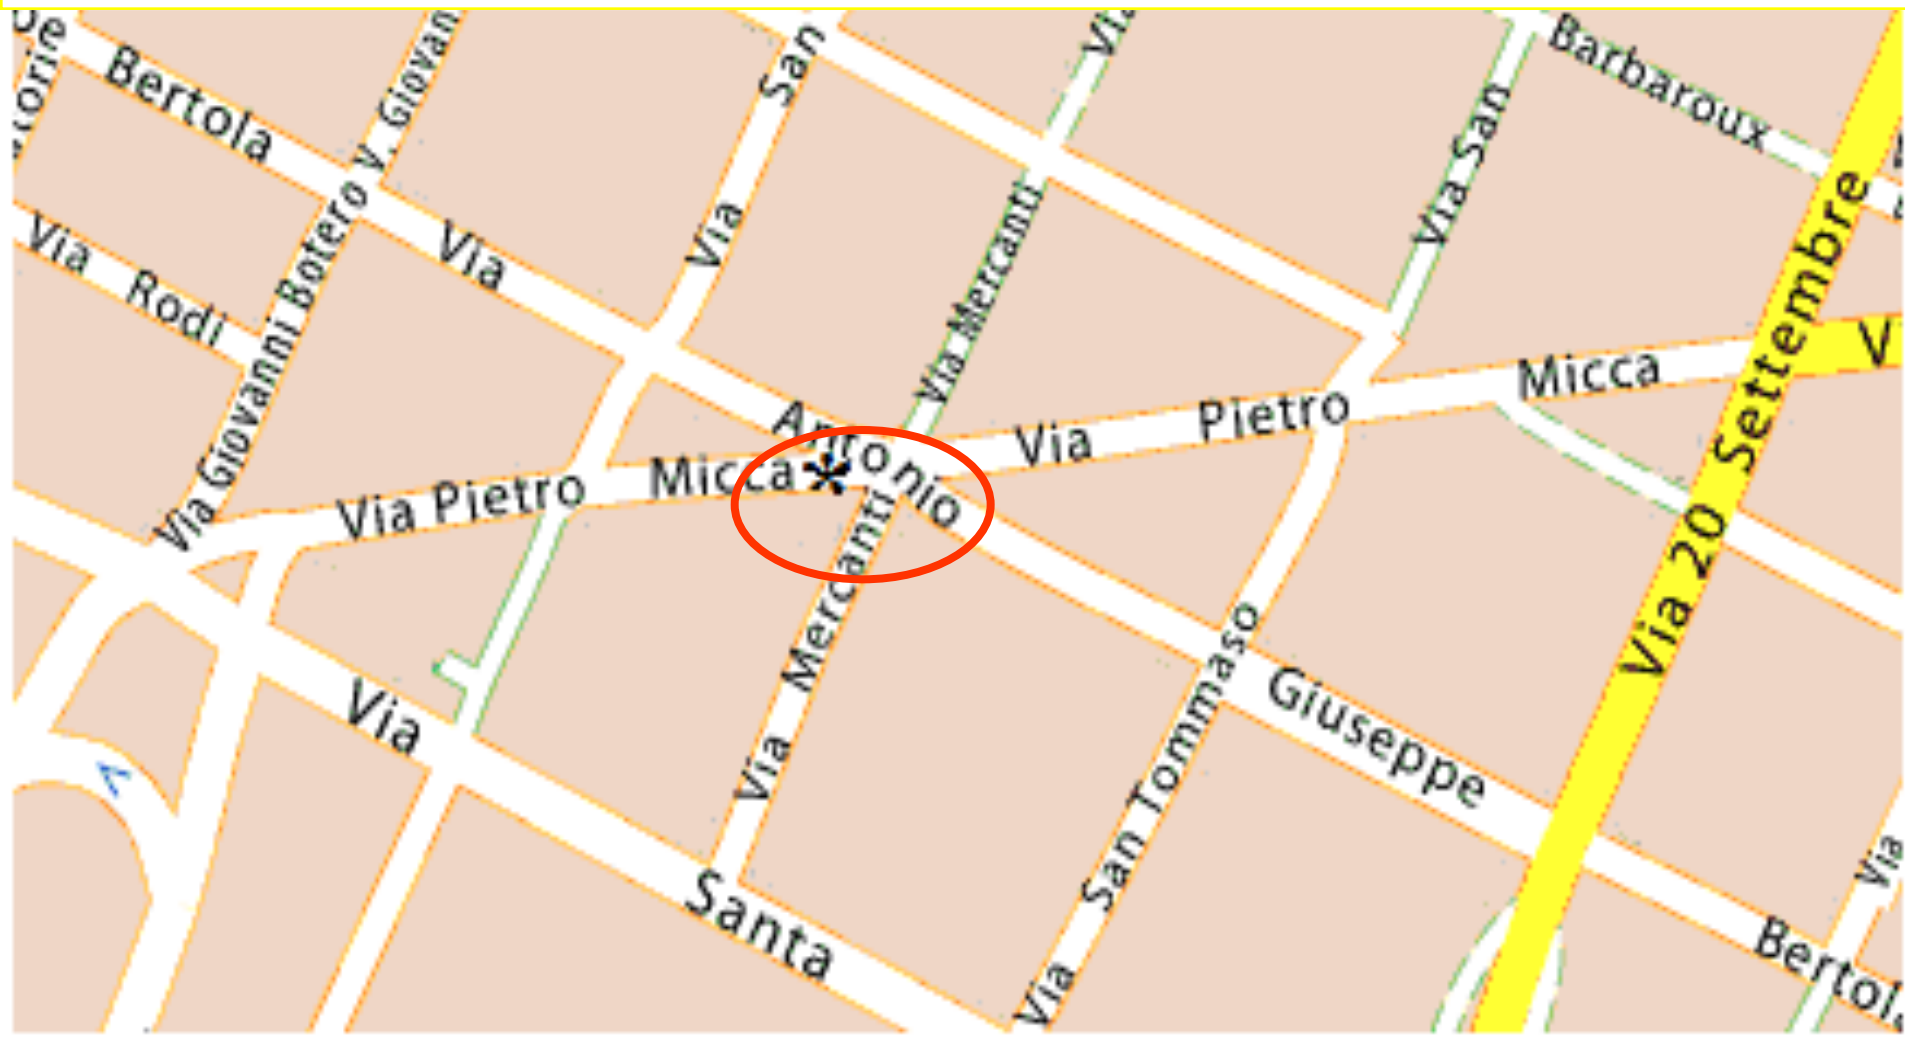 Bertola
v. Giovan
San
Via
Barbaroux
Via San
Via
Via Rodi
Via Giovanni Botero
Via
Via Mercanti
Via 20 Settembre
V
Micca
Via Pietro
Antonio
Micca
Via Pietro
Via Mercanti
Via San Tommaso
Giuseppe
Via
Santa
Via